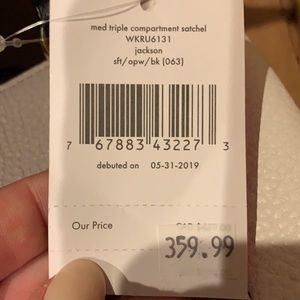 med triple compartment satchel
WKRU6131
jackson
sft/opw/bk (063)
7 67883 43227 3
debuted on 05-31-2019
Our Price
359.99